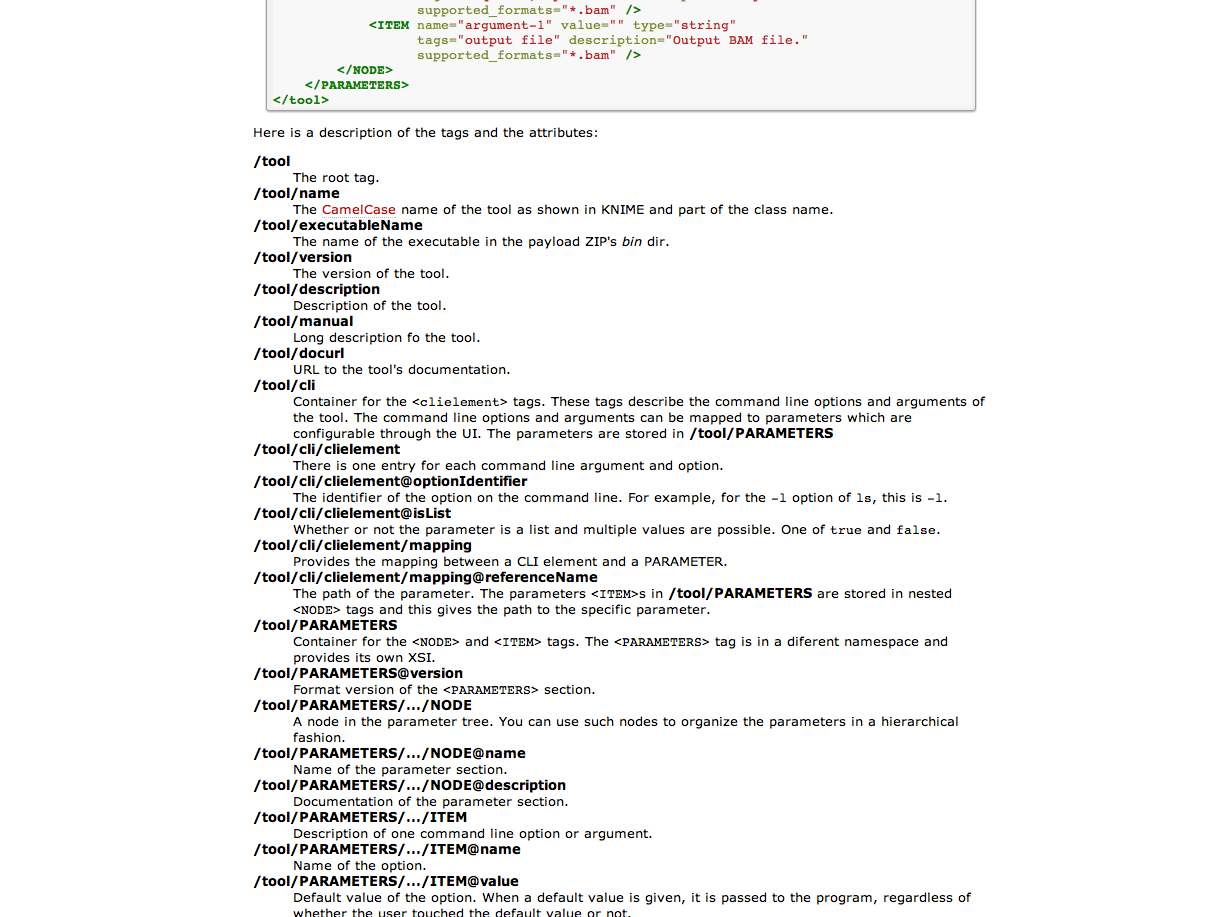 supported_formats="*.bam" />
<ITEM name="argument-1" value="" type="string"
tags="output file" description="Output BAM file."
supported_formats="*.bam" />
</NODE>
</PARAMETERS>
</tool>
Here is a description of the tags and the attributes:
/tool
The root tag.
/tool/name
The CamelCase name of the tool as shown in KNIME and part of the class name.
/tool/executableName
The name of the executable in the payload ZIP's bin dir.
/tool/version
The version of the tool.
/tool/description
Description of the tool.
/tool/manual
Long description fo the tool.
/tool/docurl
URL to the tool's documentation.
/tool/cli
Container for the <clielement> tags. These tags describe the command line options and arguments of
the tool. The command line options and arguments can be mapped to parameters which are
configurable through the UI. The parameters are stored in /tool/PARAMETERS
/tool/cli/clielement
There is one entry for each command line argument and option.
/tool/cli/clielement@optionIdentifier
The identifier of the option on the command line. For example, for the -l option of ls, this is -l.
/tool/cli/clielement@isList
Whether or not the parameter is a list and multiple values are possible. One of true and false.
/tool/cli/clielement/mapping
Provides the mapping between a CLI element and a PARAMETER.
/tool/cli/clielement/mapping@referenceName
The path of the parameter. The parameters <ITEM>s in /tool/PARAMETERS are stored in nested
<NODE> tags and this gives the path to the specific parameter.
/tool/PARAMETERS
Container for the <NODE> and <ITEM> tags. The <PARAMETERS> tag is in a diferent namespace and
provides its own XSI.
/tool/PARAMETERS@version
Format version of the <PARAMETERS> section.
/tool/PARAMETERS/.../NODE
A node in the parameter tree. You can use such nodes to organize the parameters in a hierarchical
fashion.
/tool/PARAMETERS/.../NODE@name
Name of the parameter section.
/tool/PARAMETERS/.../NODE@description
Documentation of the parameter section.
/tool/PARAMETERS/.../ITEM
Description of one command line option or argument.
/tool/PARAMETERS/.../ITEM@name
Name of the option.
/tool/PARAMETERS/.../ITEM@value
Default value of the option. When a default value is given, it is passed to the program, regardless of
whether the user touched the default value or not.